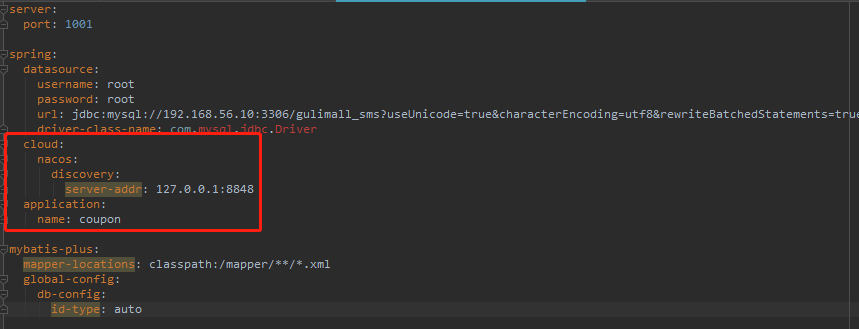 server:
  port: 1001

spring:
  datasource:
    username: root
    password: root
    url: jdbc:mysql://192.168.56.10:3306/gulimall_sms?useUnicode=true&characterEncoding=utf8&rewriteBatchedStatements=true
    driver-class-name: com.mysql.jdbc.Driver
  cloud:
    nacos:
      discovery:
        server-addr: 127.0.0.1:8848
  application:
    name: coupon

mybatis-plus:
  mapper-locations: classpath:/mapper/**/*.xml
  global-config:
    db-config:
      id-type: auto